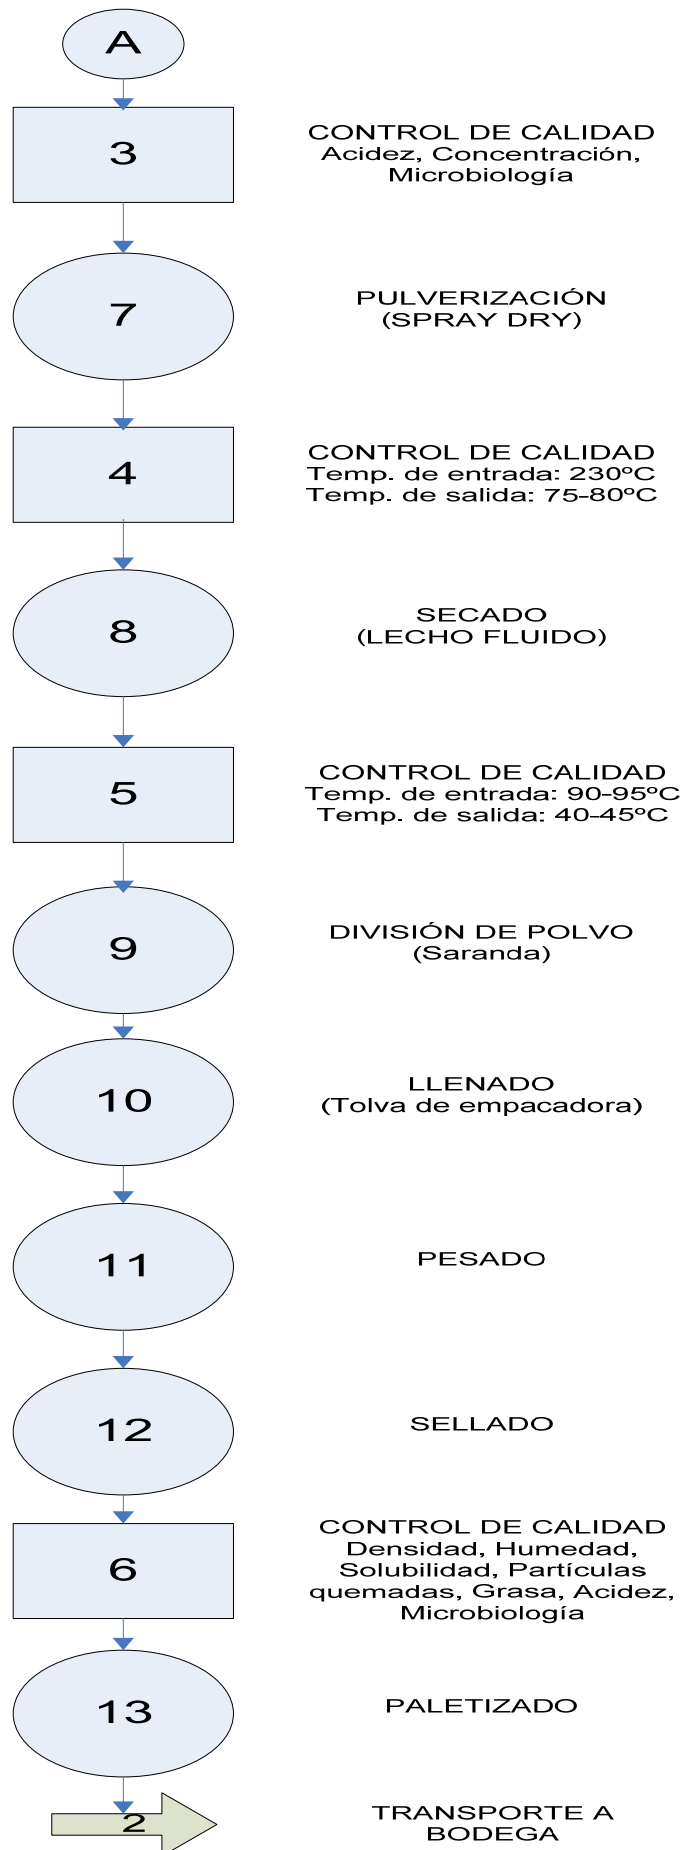 A
3
CONTROL DE CALIDAD
Acidez, Concentración,
Microbiología
7
PULVERIZACIÓN
(SPRAY DRY)
4
CONTROL DE CALIDAD
Temp. de entrada: 230ºC
Temp. de salida: 75-80ºC
8
SECADO
(LECHO FLUIDO)
5
CONTROL DE CALIDAD
Temp. de entrada: 90-95ºC
Temp. de salida: 40-45ºC
9
DIVISIÓN DE POLVO
(Saranda)
10
LLENADO
(Tolva de empacadora)
11
PESADO
12
SELLADO
6
CONTROL DE CALIDAD
Densidad, Humedad,
Solubilidad, Partículas
quemadas, Grasa, Acidez,
Microbiología
13
PALETIZADO
2
TRANSPORTE A
BODEGA